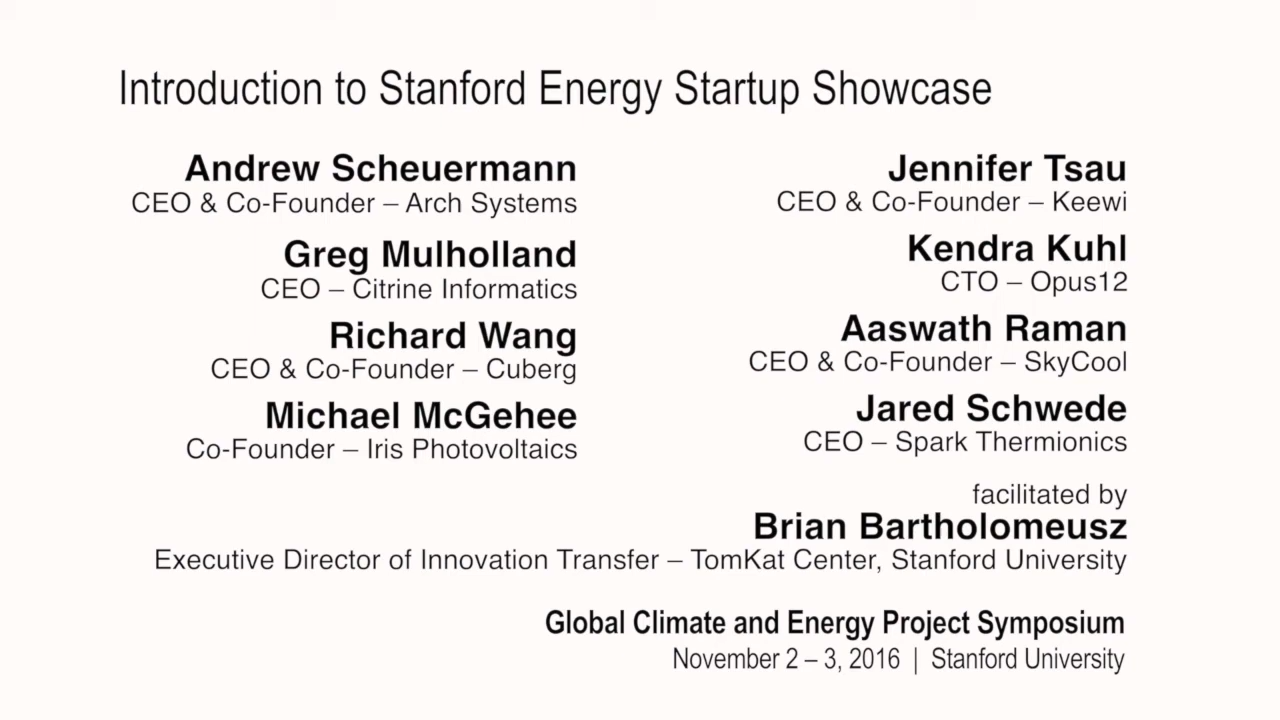 Introduction to Stanford Energy Startup Showcase
Andrew Scheuermann
CEO & Co-Founder – Arch Systems
Greg Mulholland
CEO – Citrine Informatics
Richard Wang
CEO & Co-Founder – Cuberg
Michael McGehee
Co-Founder – Iris Photovoltaics
Jennifer Tsau
CEO & Co-Founder – Keewi
Kendra Kuhl
CTO – Opus12
Aaswath Raman
CEO & Co-Founder – SkyCool
Jared Schwede
CEO – Spark Thermionics
facilitated by
Brian Bartholomeusz
Executive Director of Innovation Transfer – TomKat Center, Stanford University
Global Climate and Energy Project Symposium
November 2 – 3, 2016 | Stanford University